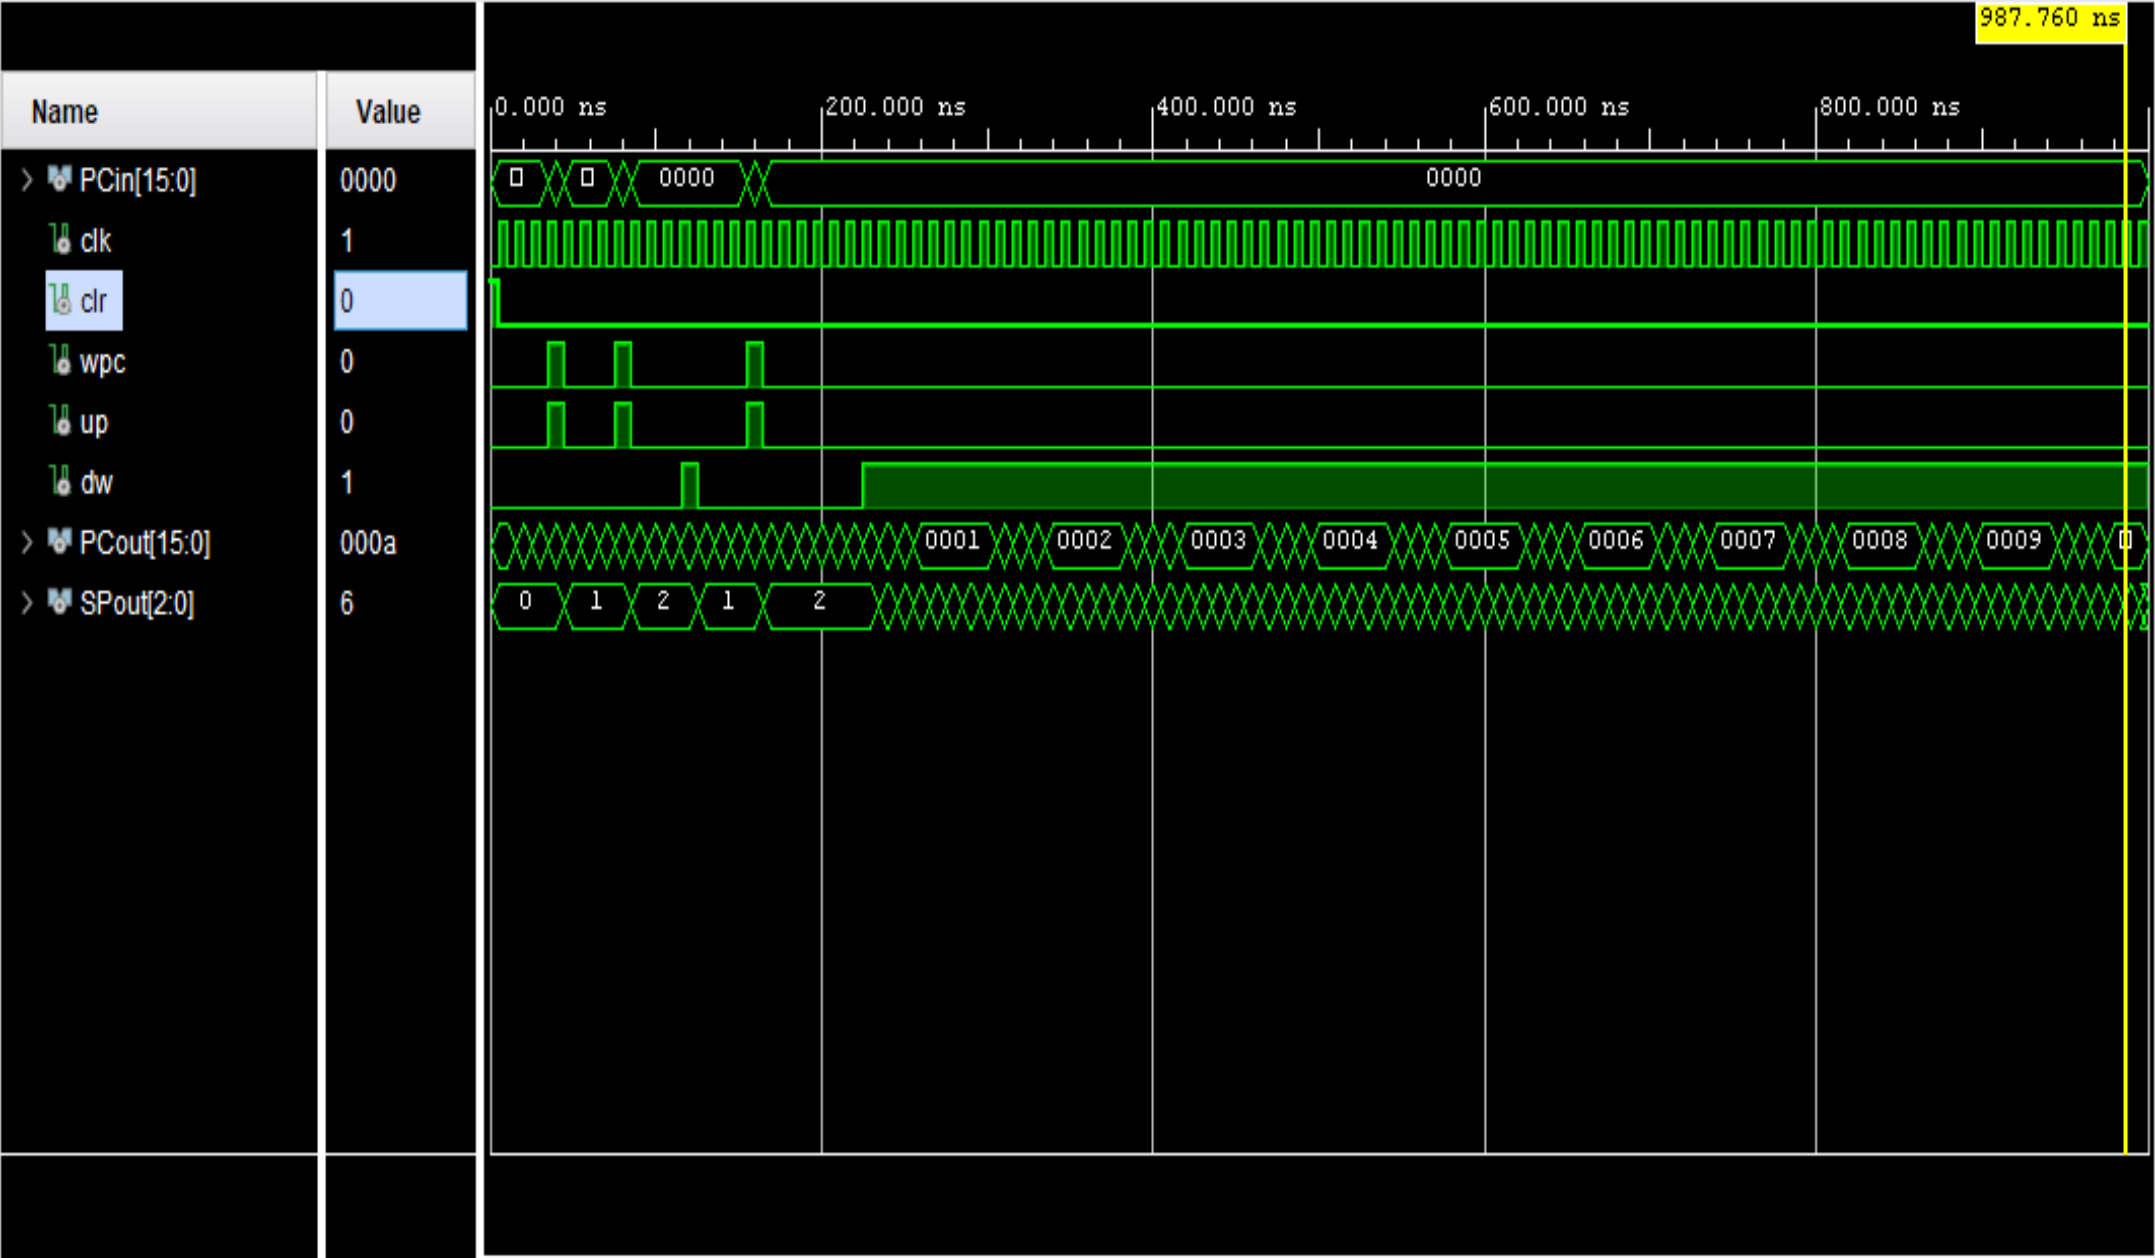 987.760 ns
Name Value 0.000 ns 200.000 ns 400.000 ns 600.000 ns 800.000 ns
PCin[15:0] 0000 0000 0000
clk 1
clr 0
wpc 0
up 0
dw 1
PCout[15:0] 000a 0001 0002 0003 0004 0005 0006 0007 0008 0009
SPout[2:0] 6 0 1 2 1 2